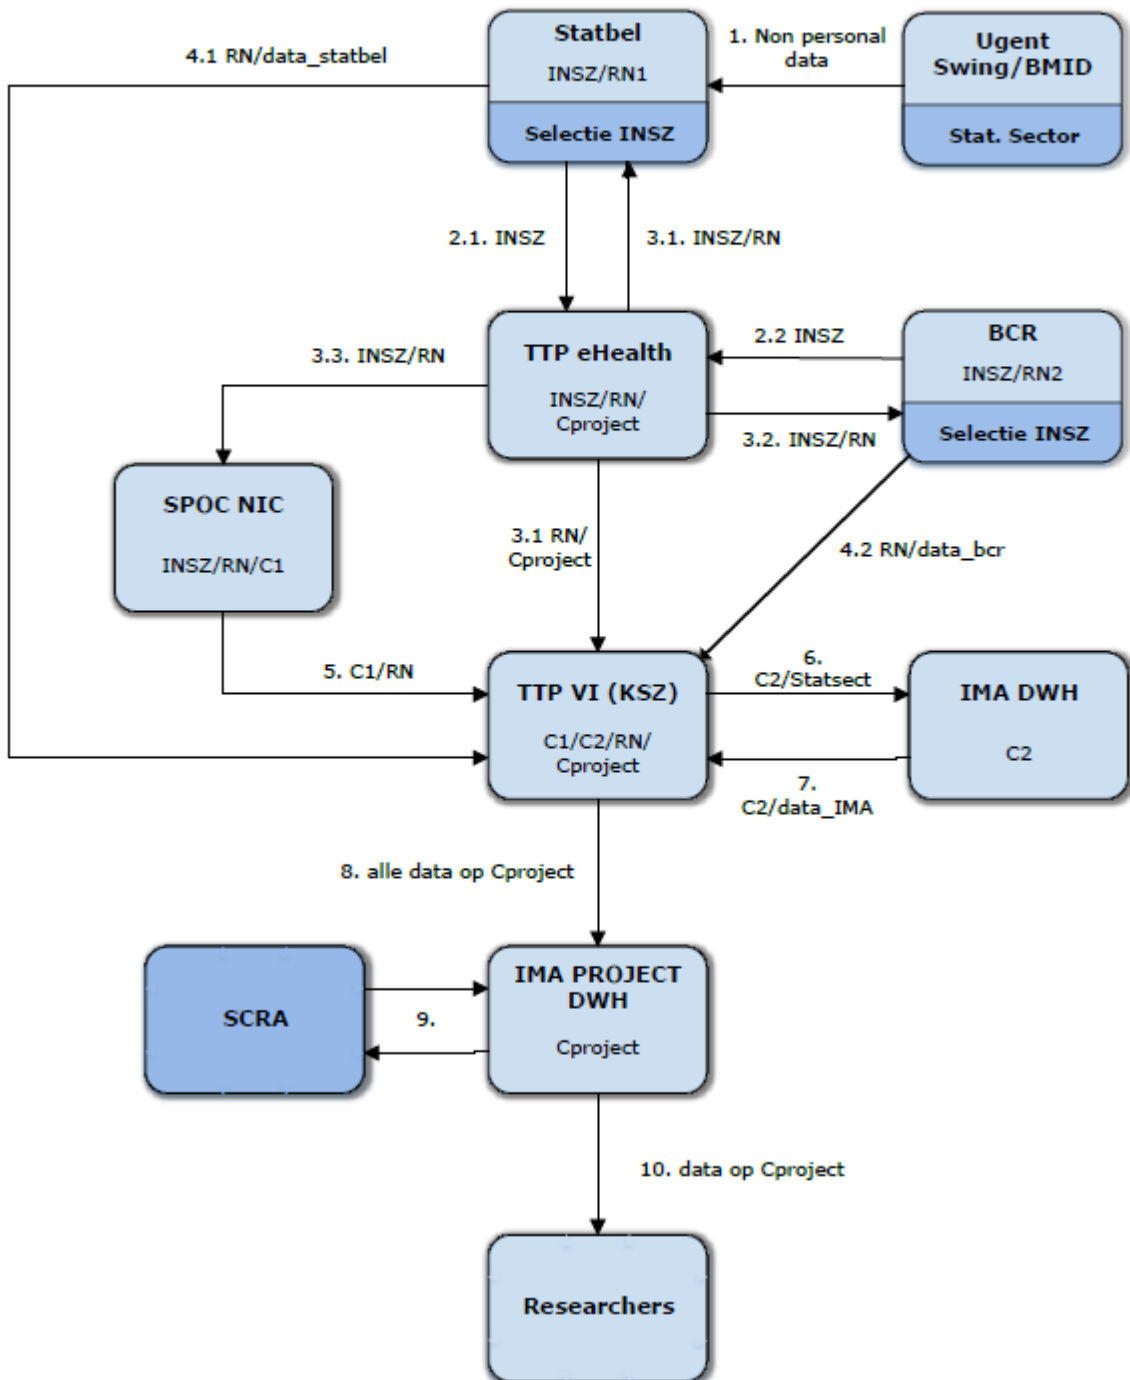 Statbel
INSZ/RN1
Selectie INSZ
1. Non personal
data
Ugent
Swing/BMID
Stat. Sector
4.1 RN/data_statbel
2.1. INSZ
3.1. INSZ/RN
TTP eHealth
INSZ/RN/
Cproject
2.2 INSZ
3.2. INSZ/RN
BCR
INSZ/RN2
Selectie INSZ
3.3. INSZ/RN
SPOC NIC
INSZ/RN/C1
3.1 RN/
Cproject
4.2 RN/data_bcr
5. C1/RN
TTP VI (KSZ)
C1/C2/RN/
Cproject
6.
C2/Statsect
7.
C2/data_IMA
IMA DWH
C2
8. alle data op Cproject
SCRA
9.
IMA PROJECT
DWH
Cproject
10. data op Cproject
Researchers